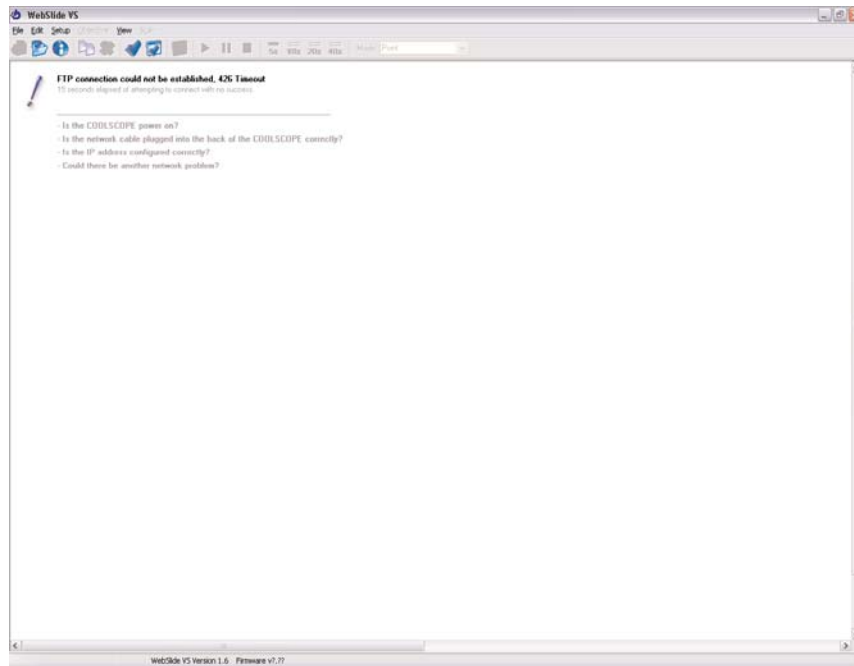 WebSlide VS
File Edit Setup View
5x 10x 20x 40x Mode: Point
FTP connection could not be established, 426 Timeout
15 seconds elapsed of attempting to connect with no success.
- Is the COOLSCOPE power on?
- Is the network cable plugged into the back of the COOLSCOPE correctly?
- Is the IP address configured correctly?
- Could there be another network problem?
WebSlide VS Version 1.6 Firmware v?.??